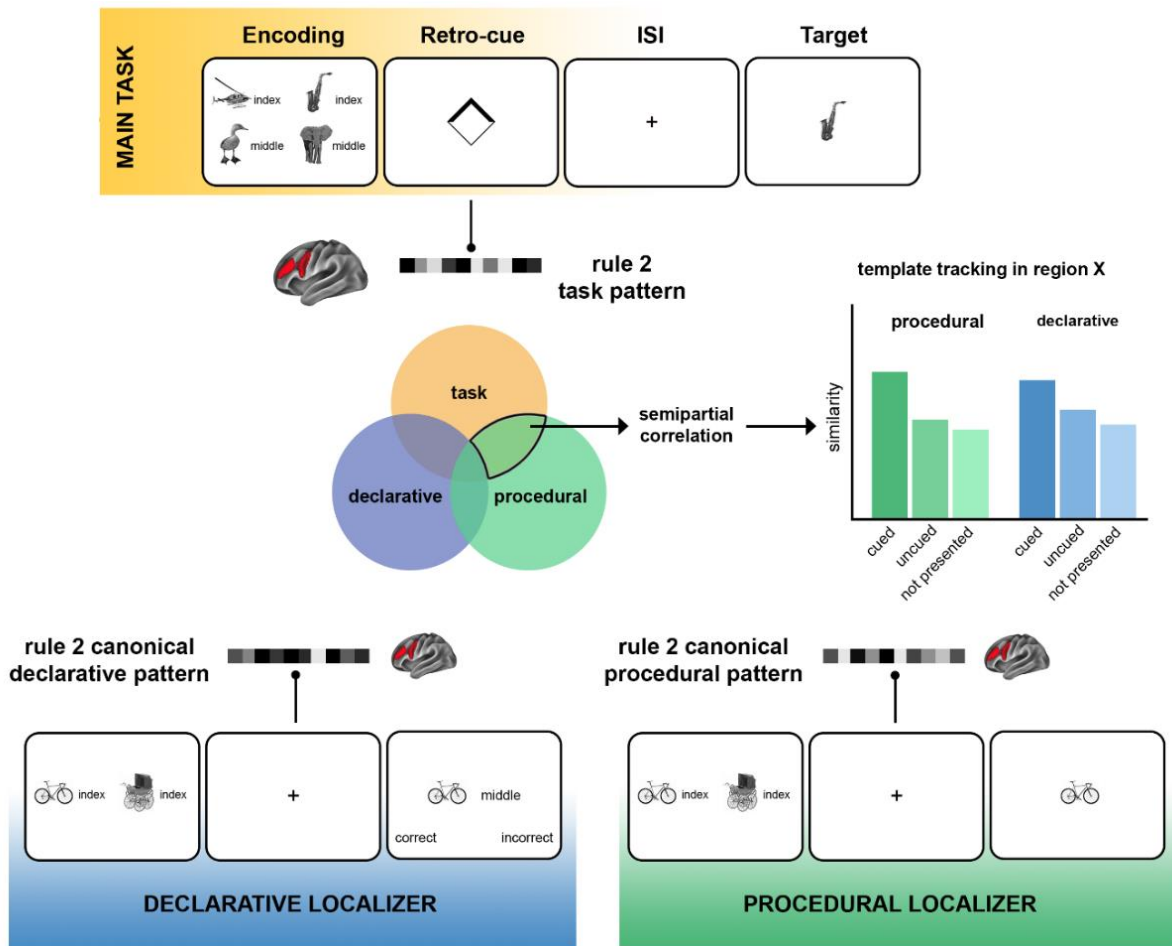 MAIN TASK
Encoding
Retro-cue
ISI
Target
index
index
middle
middle
+
rule 2
task pattern
task
declarative
procedural
semipartial
correlation
template tracking in region X
procedural
declarative
similarity
cued
uncued
not presented
cued
uncued
not presented
rule 2 canonical
declarative pattern
rule 2 canonical
procedural pattern
index
index
+
middle
correct
incorrect
index
index
+
DECLARATIVE LOCALIZER
PROCEDURAL LOCALIZER